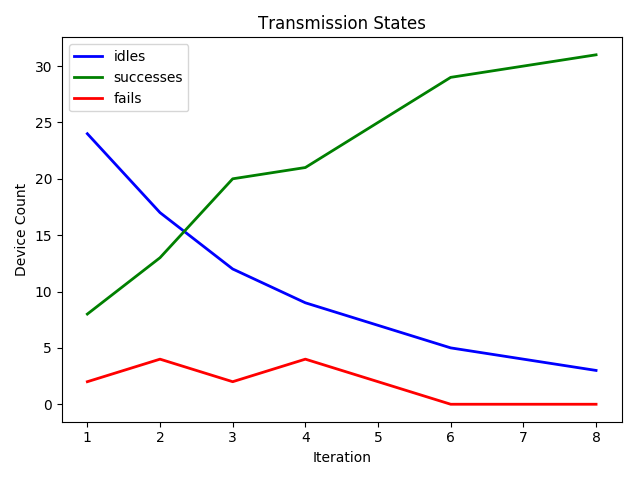 Transmission States
idles
successes
fails
Device Count
30
25
20
15
10
5
0
1 2 3 4 5 6 7 8
Iteration